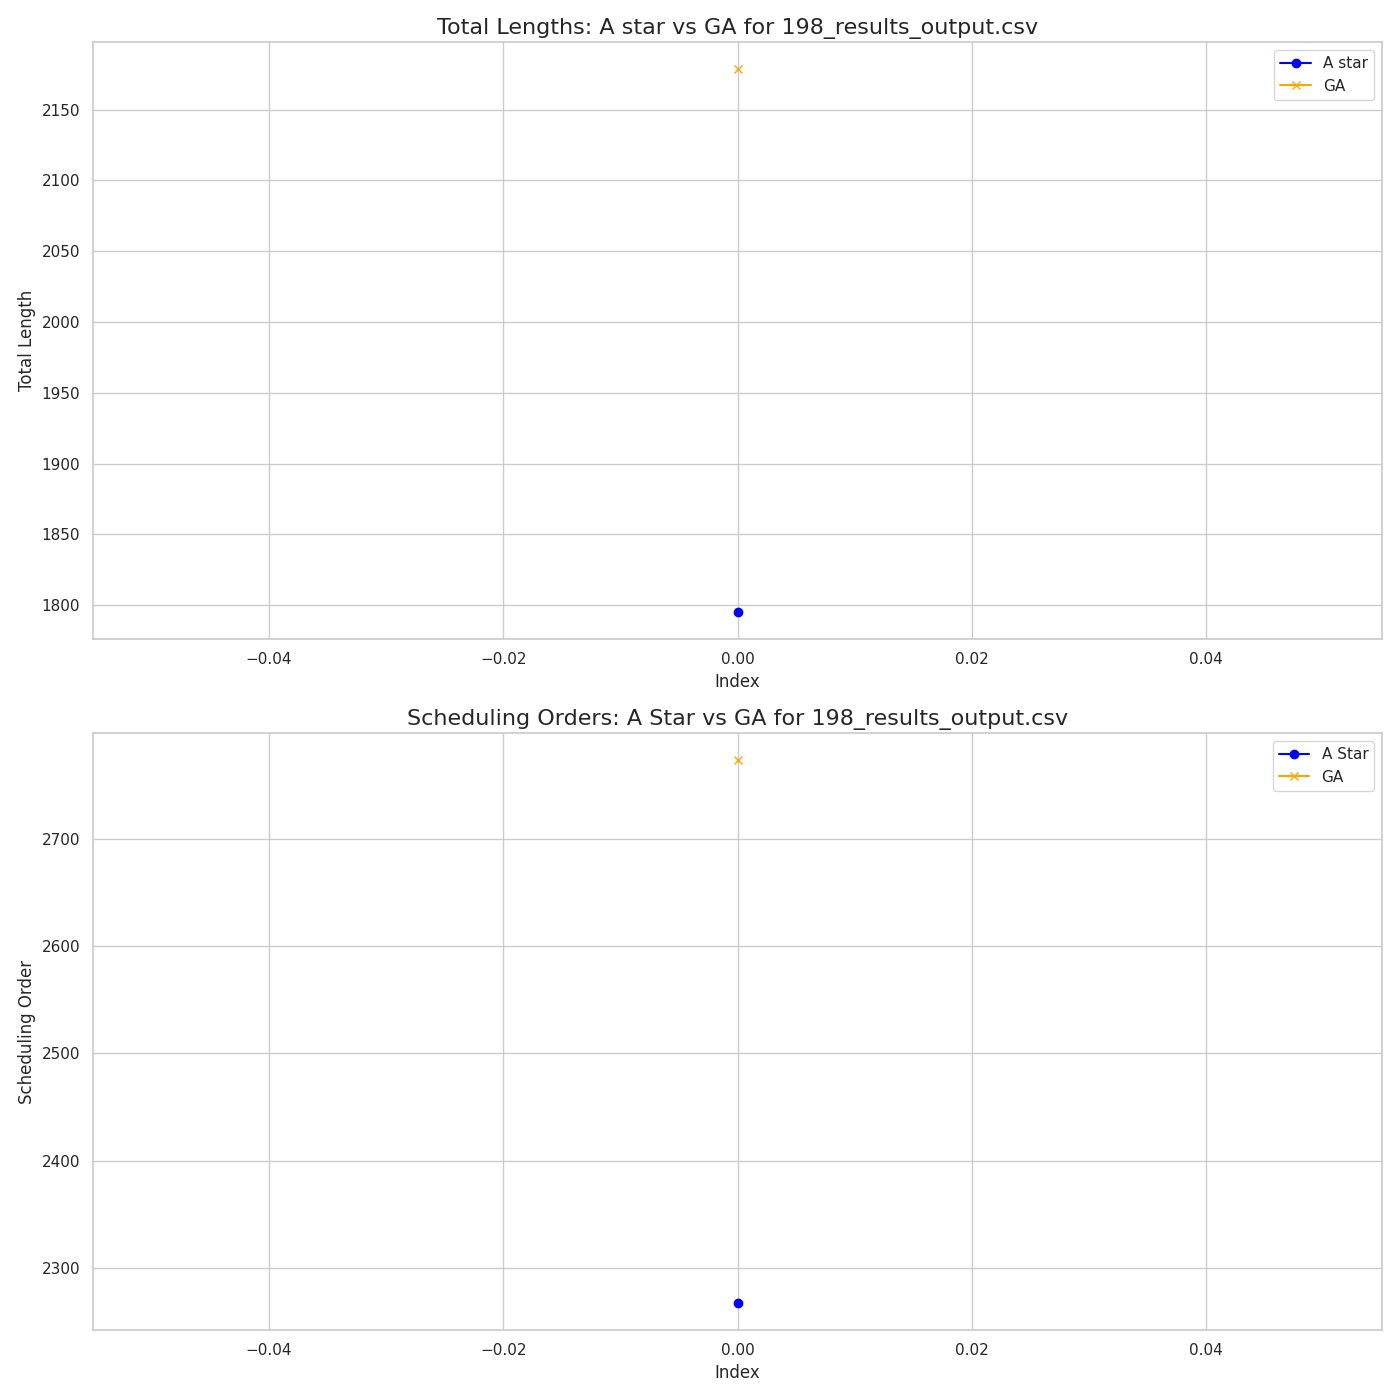 Total Lengths: A star vs GA for 198_results_output.csv
A star
GA
2150
2100
2050
2000
1950
1900
1850
1800
Total Length
−0.04
−0.02
0.00
0.02
0.04
Index
Scheduling Orders: A Star vs GA for 198_results_output.csv
A Star
GA
2700
2600
2500
2400
2300
Scheduling Order
−0.04
−0.02
0.00
0.02
0.04
Index